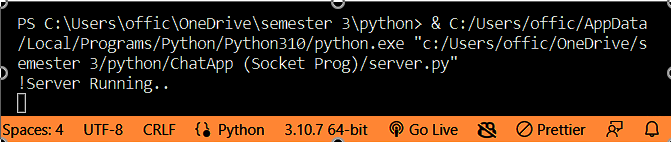 PS C:\Users\offic\OneDrive\semester 3\python> & C:/Users/offic/AppData
/Local/Programs/Python/Python310/python.exe "c:/Users/offic/OneDrive/s
emester 3/python/ChatApp (Socket Prog)/server.py"
!Server Running..
Spaces: 4 UTF-8 CRLF {} Python 3.10.7 64-bit Go Live Prettier